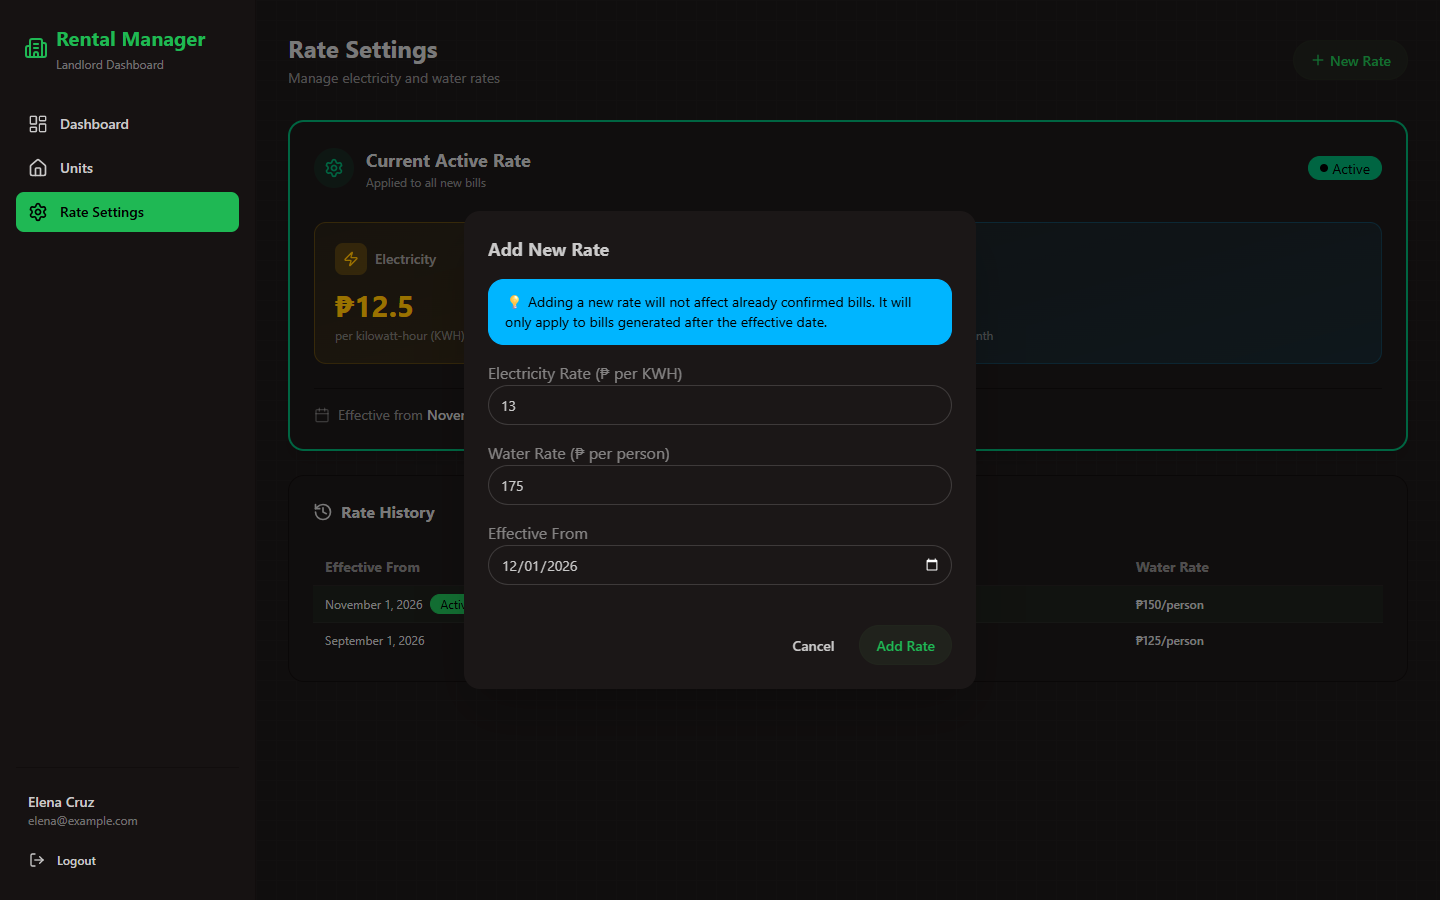 Rental Manager
Landlord Dashboard
Dashboard
Units
Rate Settings
Elena Cruz
elena@example.com
Logout
Rate Settings
Manage electricity and water rates
+ New Rate
Current Active Rate
Applied to all new bills
Active
Electricity
₱12.5
per kilowatt-hour (KWH)
Effective from
Rate History
Effective From
Water Rate
November 1, 2026
₱150/person
September 1, 2026
₱125/person
Add New Rate
💡 Adding a new rate will not affect already confirmed bills. It will
only apply to bills generated after the effective date.
Electricity Rate (₱ per KWH)
13
Water Rate (₱ per person)
175
Effective From
12/01/2026
Cancel
Add Rate